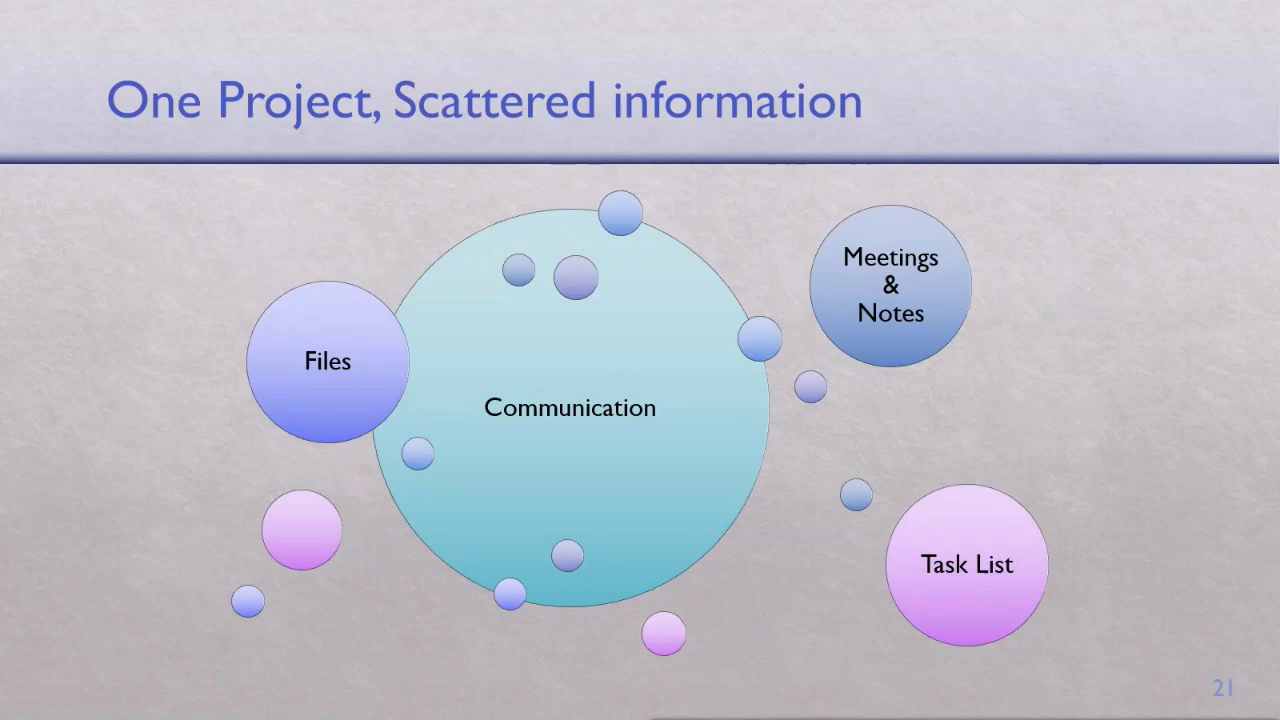 One Project, Scattered information
Meetings
&
Notes
Files
Communication
Task List
21